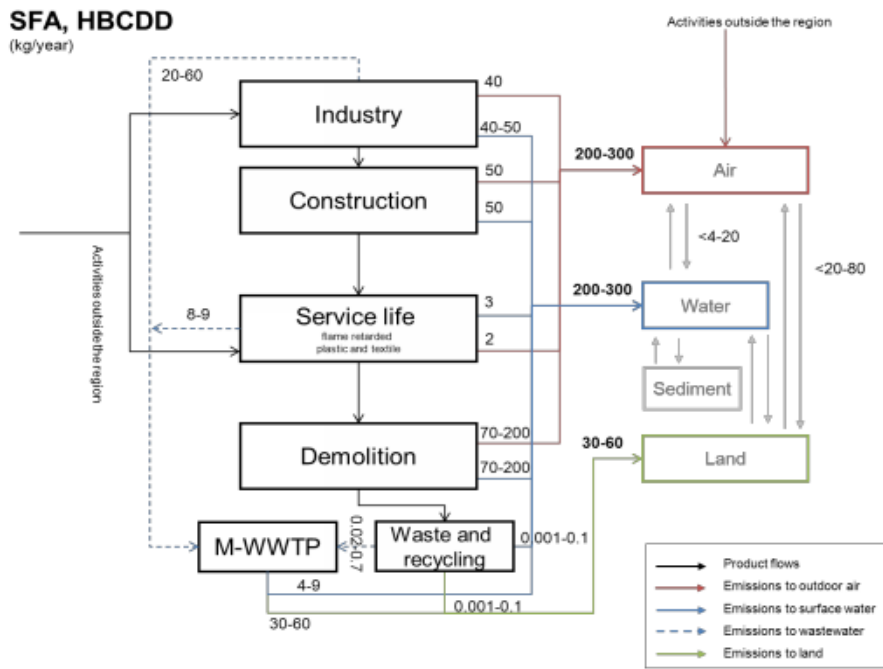 SFA, HBCDD
(kg/year)
Activities outside the region
20-60
40
Industry
40-50
200-300
Air
50
Construction
50
<4-20
<20-80
Activities outside the region
200-300
Water
3
Service life
flame retarded
plastic and textile
8-9
2
Sediment
70-200
30-60
Land
Demolition
70-200
M-WWTP
0.02-0.7
Waste and
recycling
0.001-0.1
4-9
0.001-0.1
30-60
Product flows
Emissions to outdoor air
Emissions to surface water
Emissions to wastewater
Emissions to land